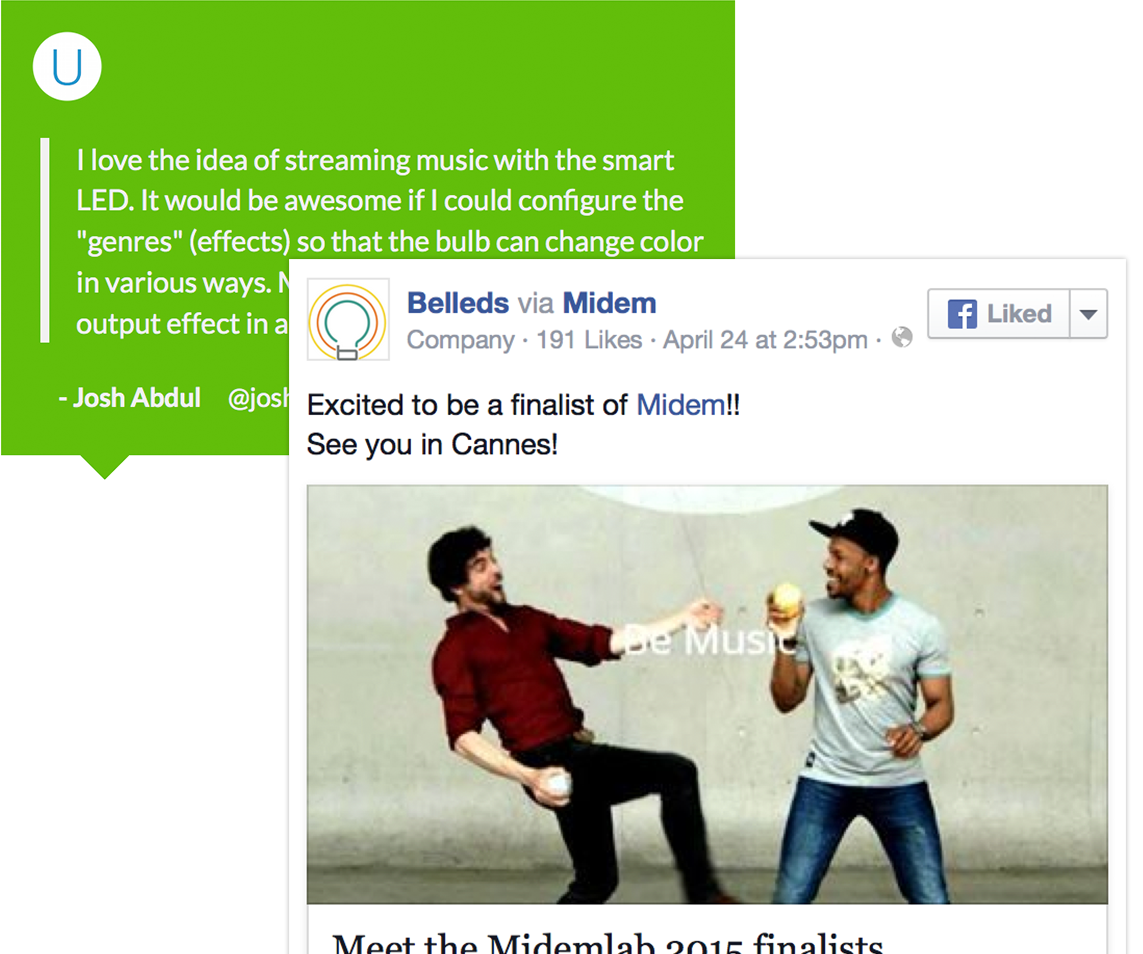 U
I love the idea of streaming music with the smart
LED. It would be awesome if I could configure the
"genres" (effects) so that the bulb can change color
in various ways.
output effect in a
- Josh Abdul @josh
Belleds via Midem
Liked
Company · 191 Likes · April 24 at 2:53pm ·
Excited to be a finalist of Midem!!
See you in Cannes!
Be Music
Meet the Midemlab 2015 finalists